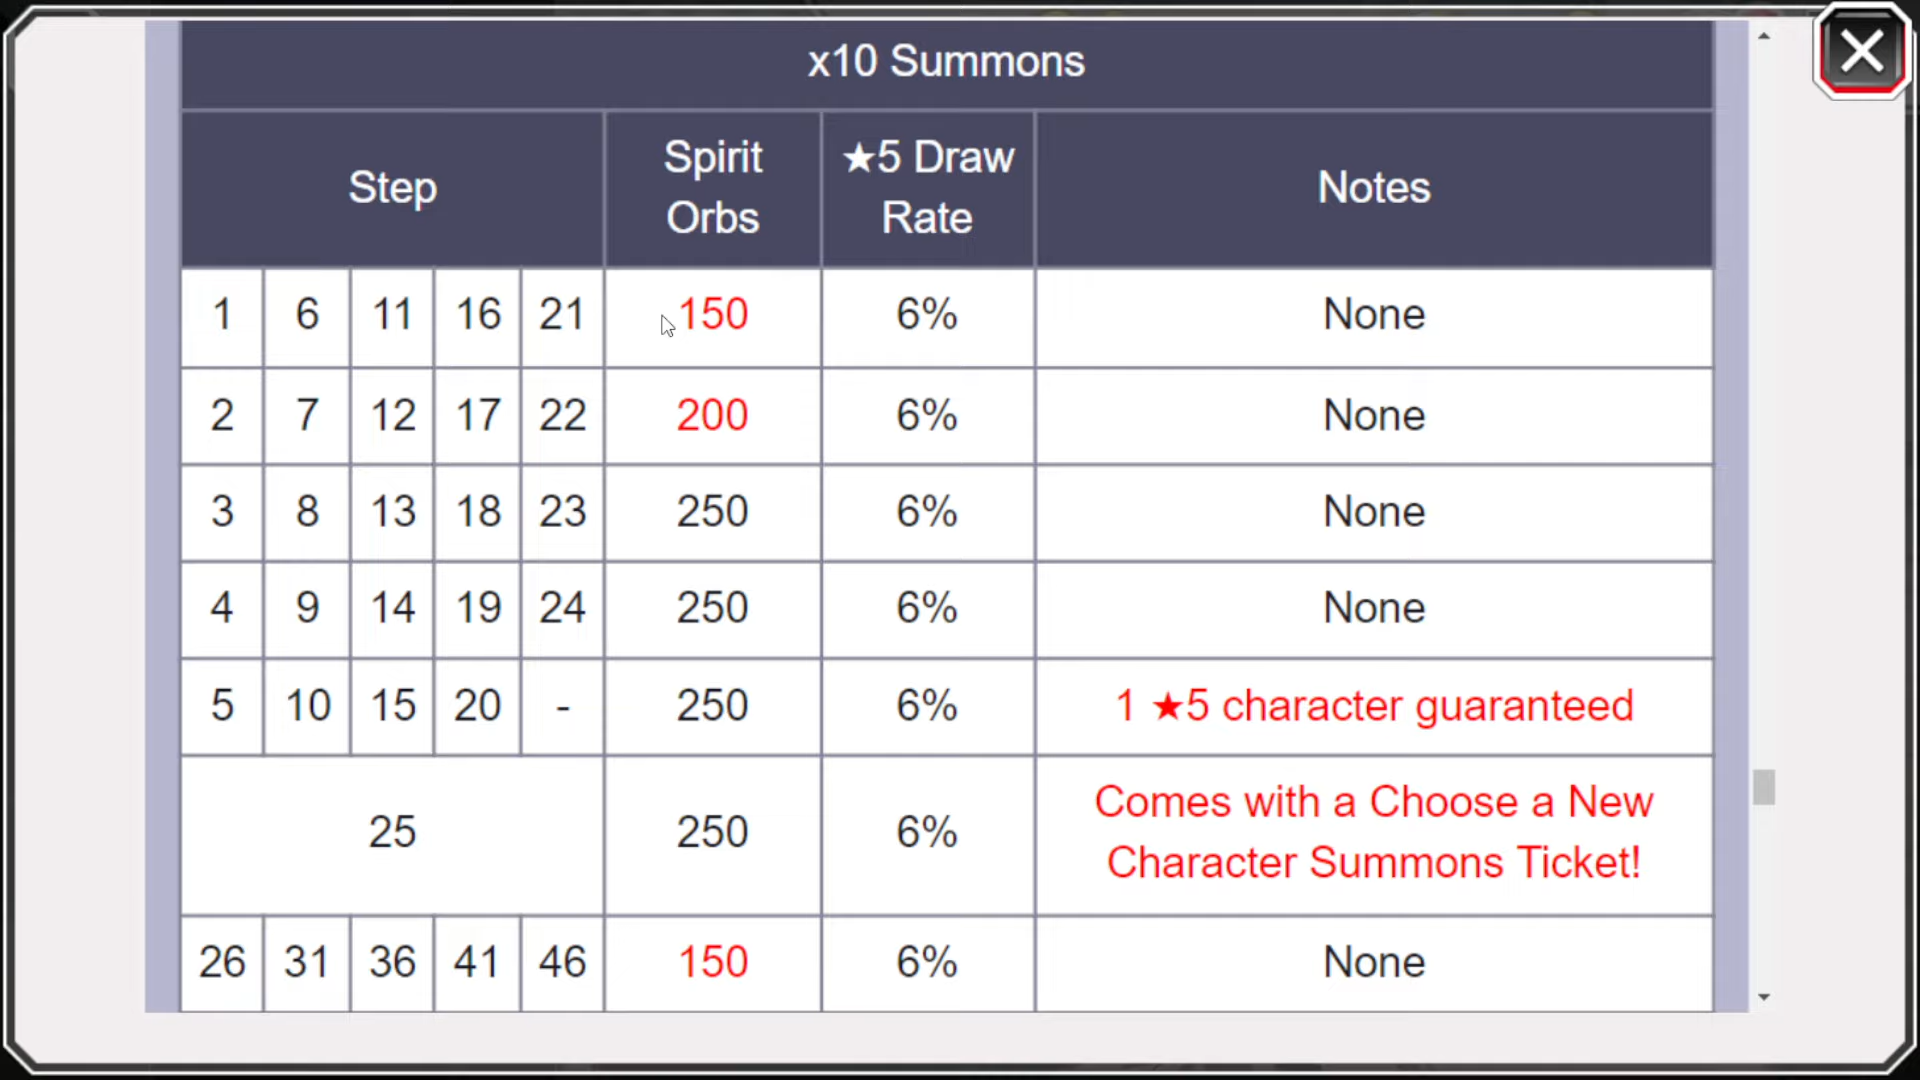 x10 Summons
Step
Spirit
Orbs
★5 Draw
Rate
Notes
1 6 11 16 21 150 6% None
2 7 12 17 22 200 6% None
3 8 13 18 23 250 6% None
4 9 14 19 24 250 6% None
5 10 15 20 - 250 6% 1 ★5 character guaranteed
25 250 6% Comes with a Choose a New
Character Summons Ticket!
26 31 36 41 46 150 6% None